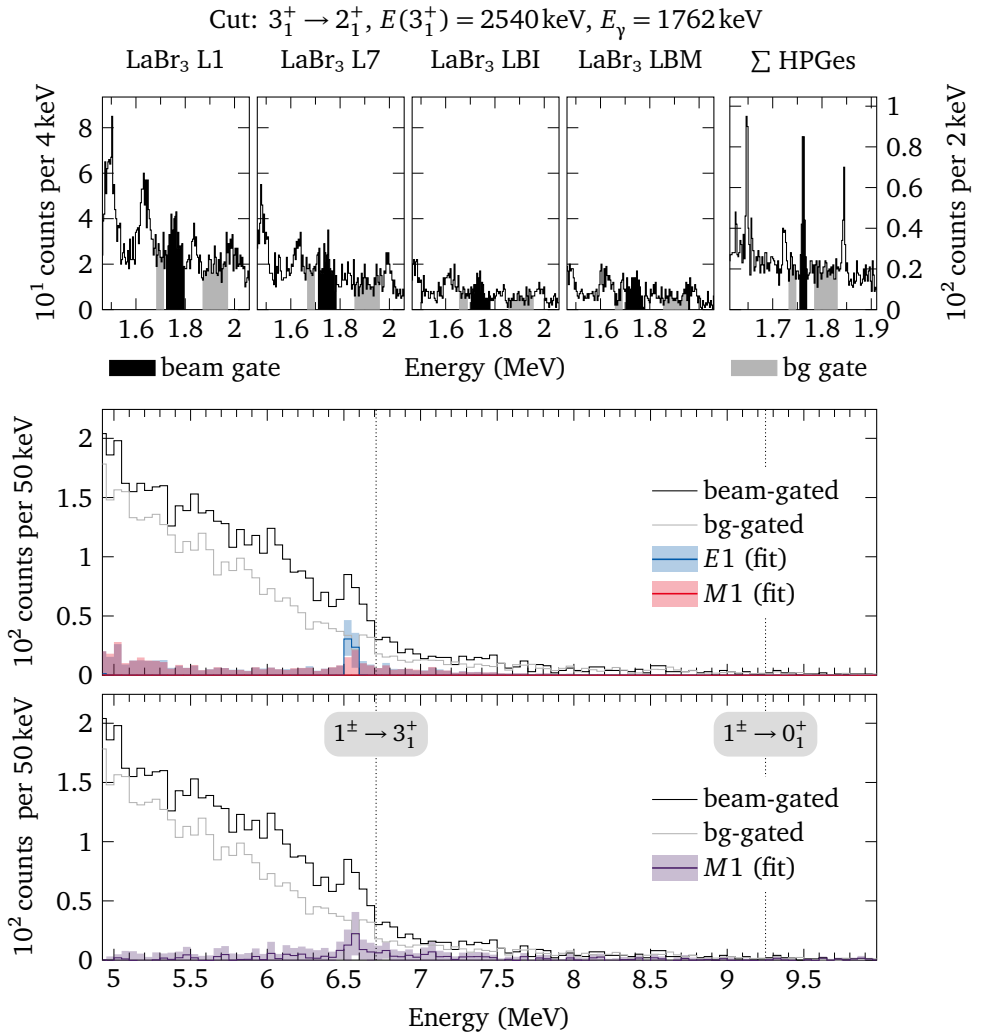 Cut: 3₁⁺ → 2₁⁺, E(3₁⁺) = 2540 keV, E_γ = 1762 keV
LaBr₃ L1 LaBr₃ L7 LaBr₃ LBI LaBr₃ LBM ∑ HPGes
10¹ counts per 4 keV
8
6
4
2
0
1
0.8
0.6
0.4
0.2
0
10² counts per 2 keV
1.6 1.8 2 1.6 1.8 2 1.6 1.8 2 1.6 1.8 2 1.7 1.8 1.9
beam gate Energy (MeV) bg gate
10² counts per 50 keV
2
1.5
1
0.5
0
beam-gated
bg-gated
E1 (fit)
M1 (fit)
10² counts per 50 keV
2
1.5
1
0.5
0
1± → 3₁⁺ 1± → 0₁⁺
beam-gated
bg-gated
M1 (fit)
5 5.5 6 6.5 7 7.5 8 8.5 9 9.5
Energy (MeV)